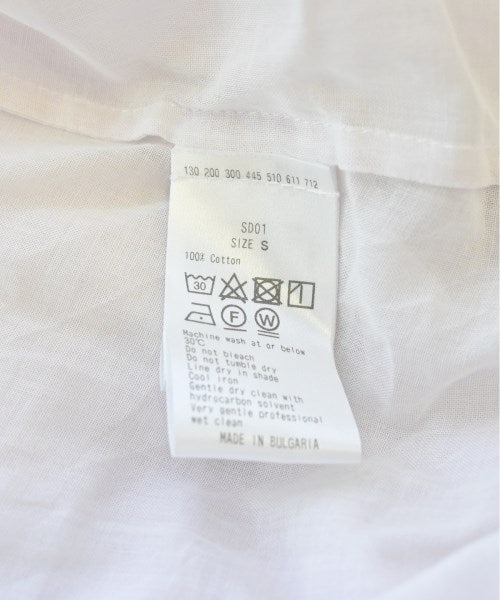 130 200 300 445 510 611 712
SD01
SIZE S
100% Cotton
30
F W
Machine wash at or below
30°C
Do not bleach
Do not tumble dry
Line dry in shade
Cool iron
Gentle dry clean with
hydrocarbon solvent
Very gentle professional
wet clean
MADE IN BULGARIA